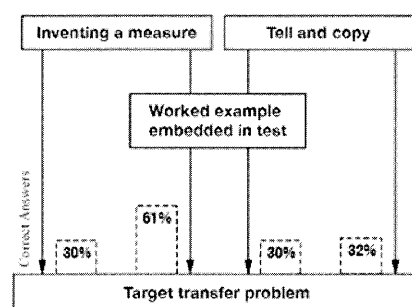 Inventing a measure
Tell and copy
Worked example
embedded in test
Correct Answers
30%
61%
30%
32%
Target transfer problem